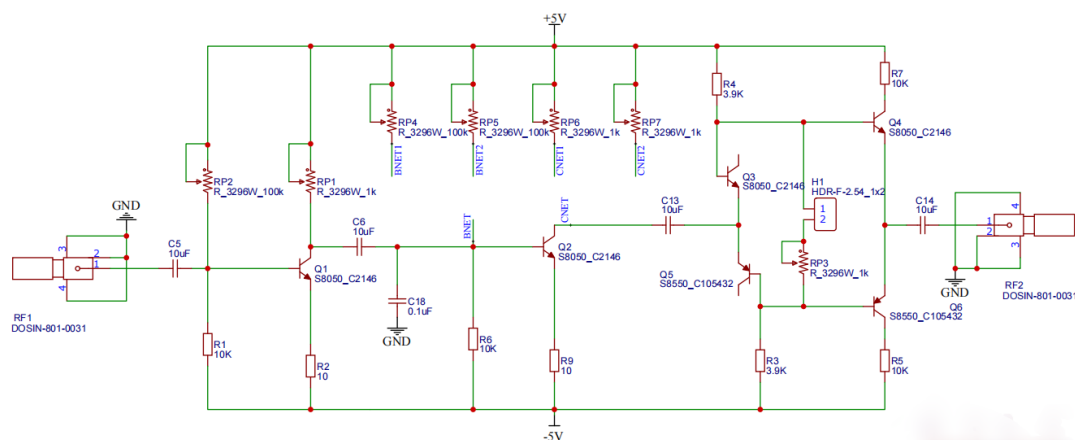 +5V
RP4
R_3296W_100k
BNET1
RP5
R_3296W_100k
BNET2
RP6
R_3296W_1k
CNET1
RP7
R_3296W_1k
CNET2
R4
3.9K
R7
10K
Q4
S8050_C2146
RP2
R_3296W_100k
RP1
R_3296W_1k
Q3
S8050_C2146
H1
HDR-F-2.54_1x2
1
2
GND
3
2
1
4
RF1
DOSIN-801-0031
C5
10uF
Q1
S8050_C2146
C6
10uF
C18
0.1uF
GND
BNET
CNET
Q2
S8050_C2146
C13
10uF
Q5
S8550_C105432
RP3
R_3296W_1k
C14
10uF
4
1
2
3
GND
RF2
DOSIN-801-0031
Q6
S8550_C105432
R1
10K
R2
10
R6
10K
R9
10
R3
3.9K
R5
10K
-5V